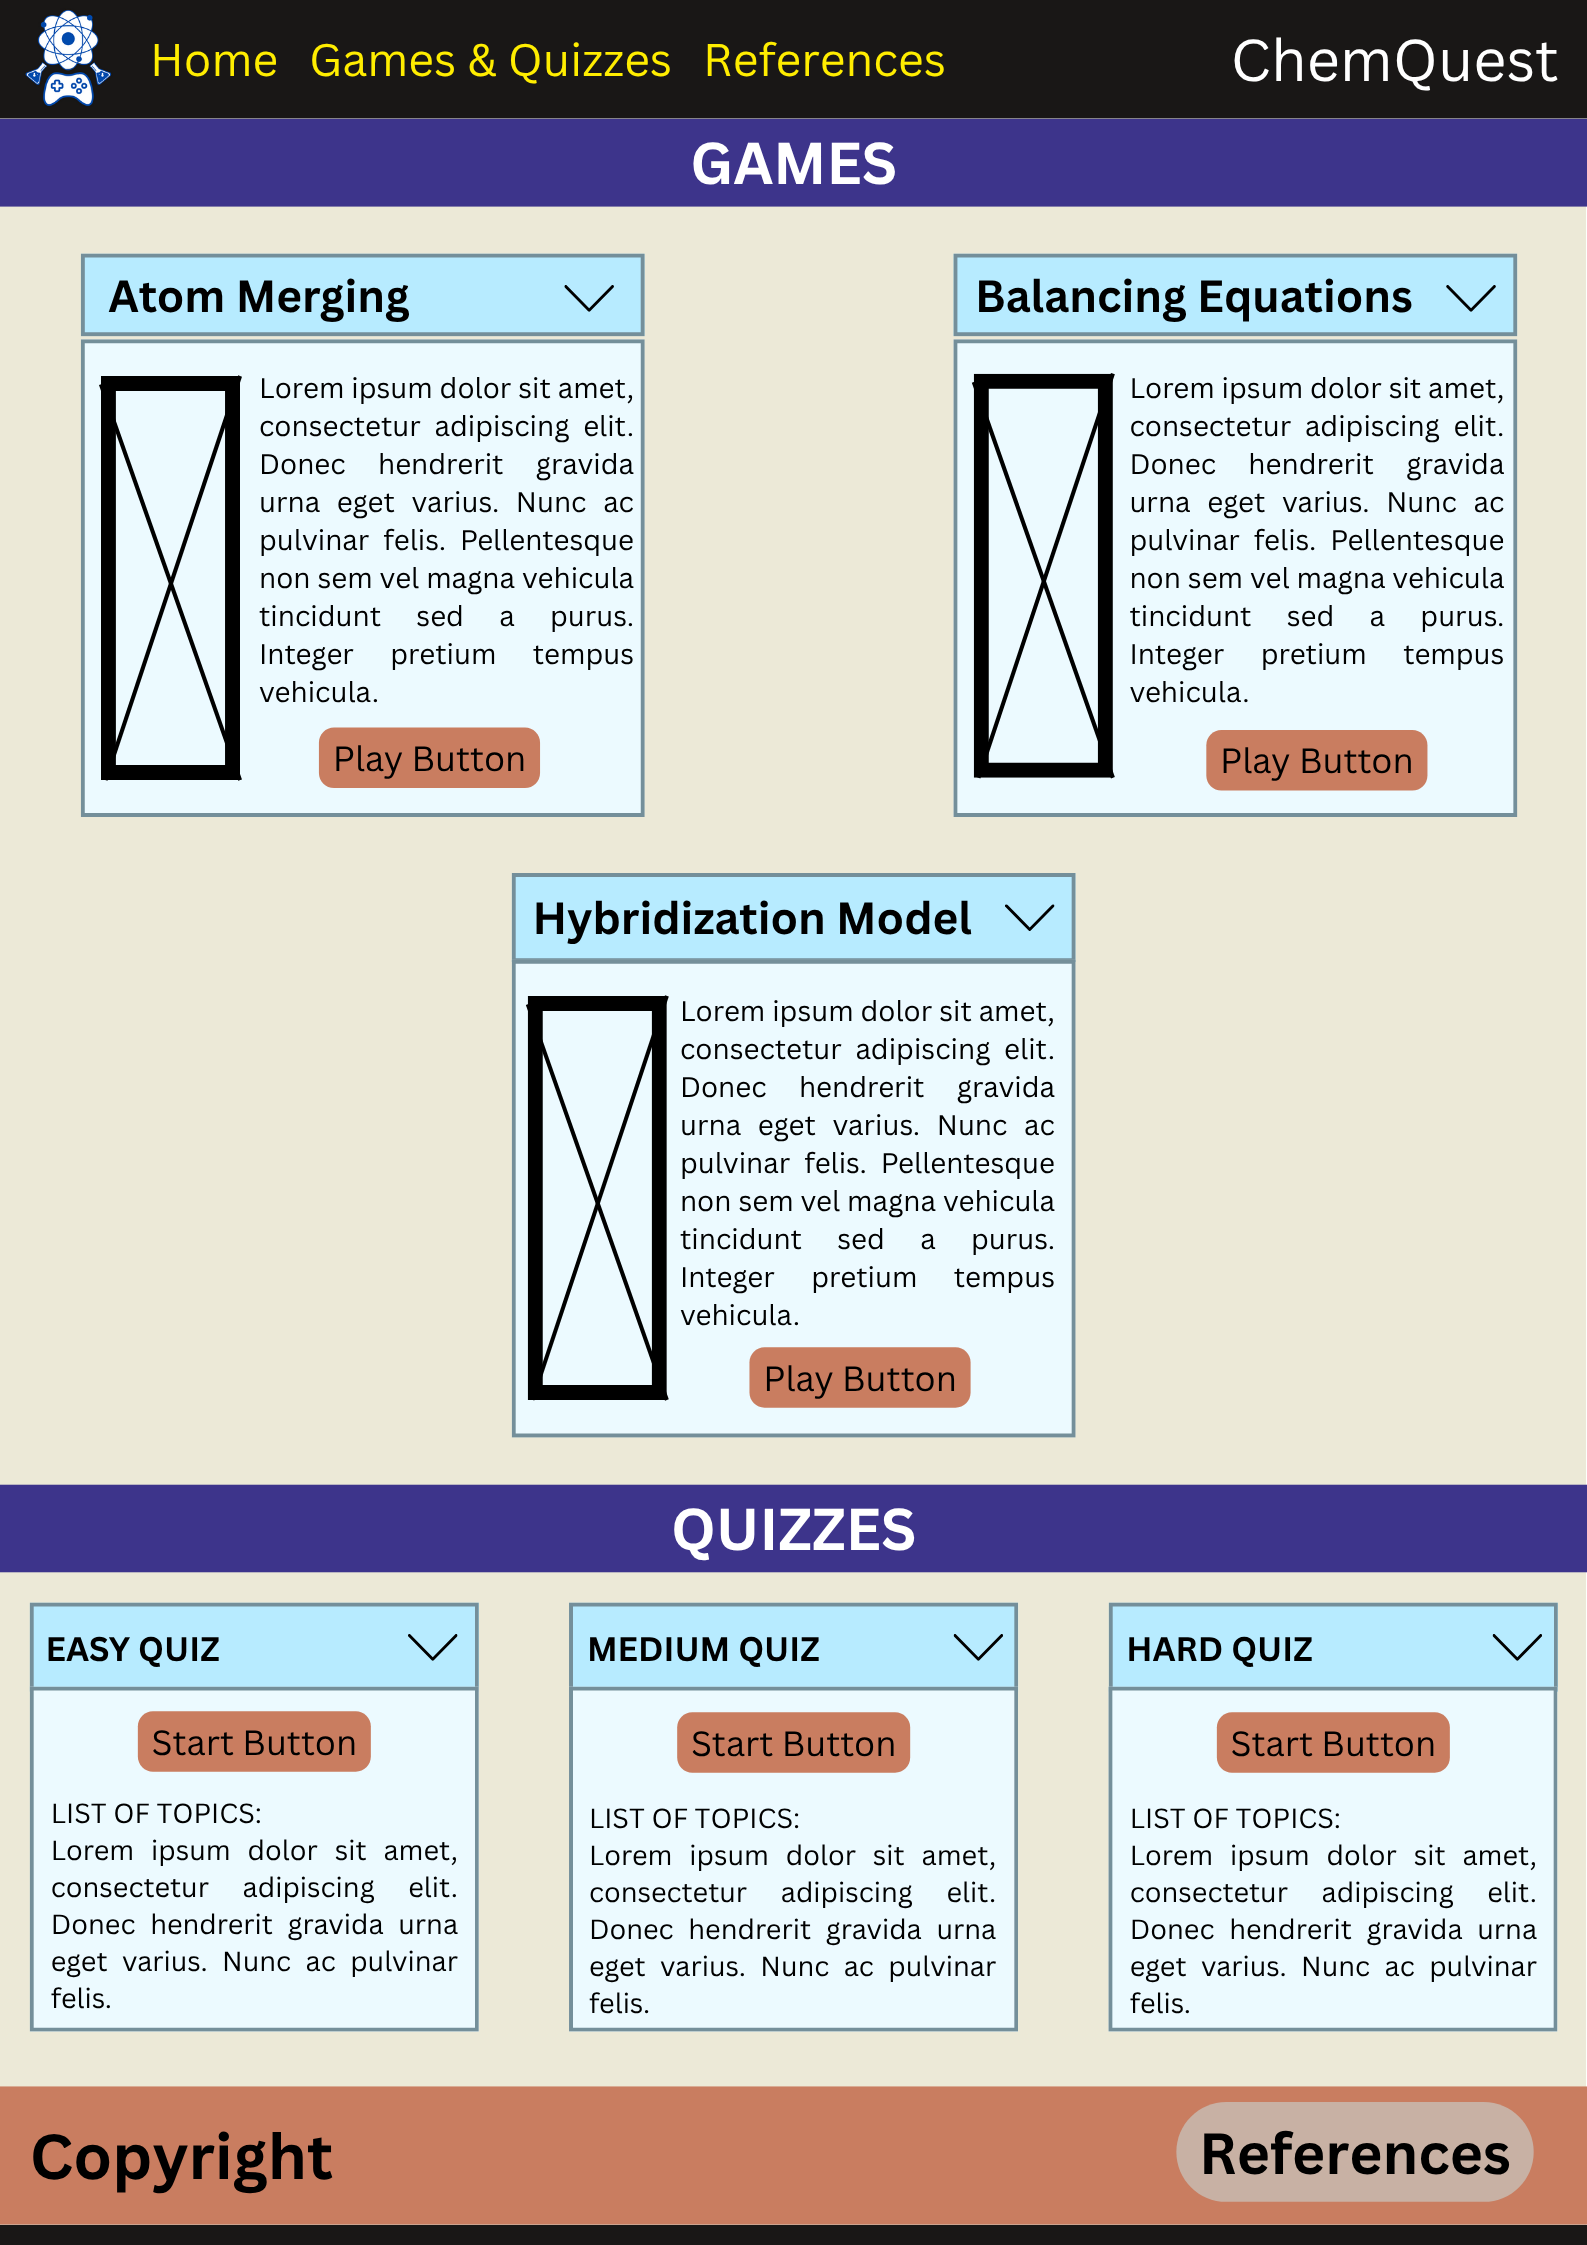 Home Games & Quizzes References ChemQuest
GAMES
Atom Merging
Lorem ipsum dolor sit amet,
consectetur adipiscing elit.
Donec hendrerit gravida
urna eget varius. Nunc ac
pulvinar felis. Pellentesque
non sem vel magna vehicula
tincidunt sed a purus.
Integer pretium tempus
vehicula.
Play Button
Balancing Equations
Lorem ipsum dolor sit amet,
consectetur adipiscing elit.
Donec hendrerit gravida
urna eget varius. Nunc ac
pulvinar felis. Pellentesque
non sem vel magna vehicula
tincidunt sed a purus.
Integer pretium tempus
vehicula.
Play Button
Hybridization Model
Lorem ipsum dolor sit amet,
consectetur adipiscing elit.
Donec hendrerit gravida
urna eget varius. Nunc ac
pulvinar felis. Pellentesque
non sem vel magna vehicula
tincidunt sed a purus.
Integer pretium tempus
vehicula.
Play Button
QUIZZES
EASY QUIZ
Start Button
LIST OF TOPICS:
Lorem ipsum dolor sit amet,
consectetur adipiscing elit.
Donec hendrerit gravida urna
eget varius. Nunc ac pulvinar
felis.
MEDIUM QUIZ
Start Button
LIST OF TOPICS:
Lorem ipsum dolor sit amet,
consectetur adipiscing elit.
Donec hendrerit gravida urna
eget varius. Nunc ac pulvinar
felis.
HARD QUIZ
Start Button
LIST OF TOPICS:
Lorem ipsum dolor sit amet,
consectetur adipiscing elit.
Donec hendrerit gravida urna
eget varius. Nunc ac pulvinar
felis.
Copyright
References